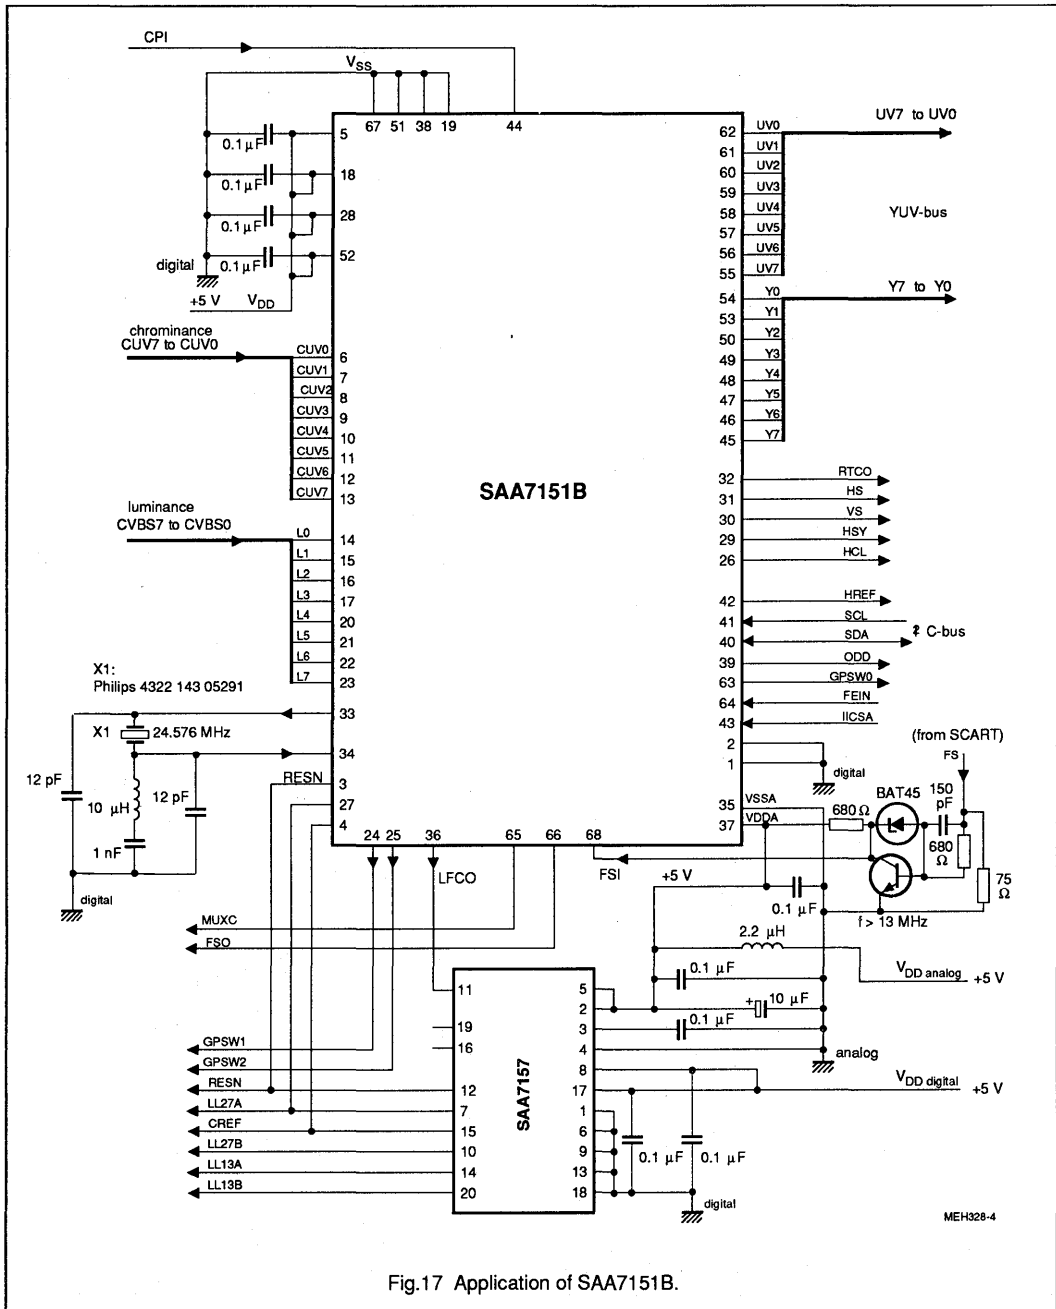 CPI
VSS
67 51 38 19 44
0.1 µF 5
0.1 µF 18
0.1 µF 28
0.1 µF 52
digital
+5 V VDD
chrominance
CUV7 to CUV0
CUV0 6
CUV1 7
CUV2 8
CUV3 9
CUV4 10
CUV5 11
CUV6 12
CUV7 13
luminance
CVBS7 to CVBS0
L0 14
L1 15
L2 16
L3 17
L4 20
L5 21
L6 22
L7 23
X1:
Philips 4322 143 05291
33
X1 24.576 MHz
34
12 pF
10 µH
12 pF
1 nF
digital
RESN 3
27
4
SAA7151B
24 25 36 65 66 68
62 UV0
61 UV1
60 UV2
59 UV3
58 UV4
57 UV5
56 UV6
55 UV7
UV7 to UV0
YUV-bus
54 Y0
53 Y1
50 Y2
49 Y3
48 Y4
47 Y5
46 Y6
45 Y7
Y7 to Y0
32 RTCO
31 HS
30 VS
29 HSY
26 HCL
42 HREF
41 SCL
40 SDA
C-bus
39 ODD
63 GPSW0
64 FEIN
43 IICSA
2
1
digital
35 VSSA
37 VDDA
(from SCART)
FS
680 Ω
BAT45
150 pF
680 Ω
75 Ω
f > 13 MHz
FSI
LFCO
+5 V
0.1 µF
2.2 µH
VDD analog +5 V
0.1 µF
+ 10 µF
0.1 µF
analog
MUXC
FSO
GPSW1
GPSW2
RESN
LL27A
CREF
LL27B
LL13A
LL13B
SAA7157
11
19
16
12
7
15
10
14
20
5
2
3
4
8
17
1
6
9
13
18
VDD digital +5 V
0.1 µF 0.1 µF
digital
MEH328-4
Fig.17 Application of SAA7151B.